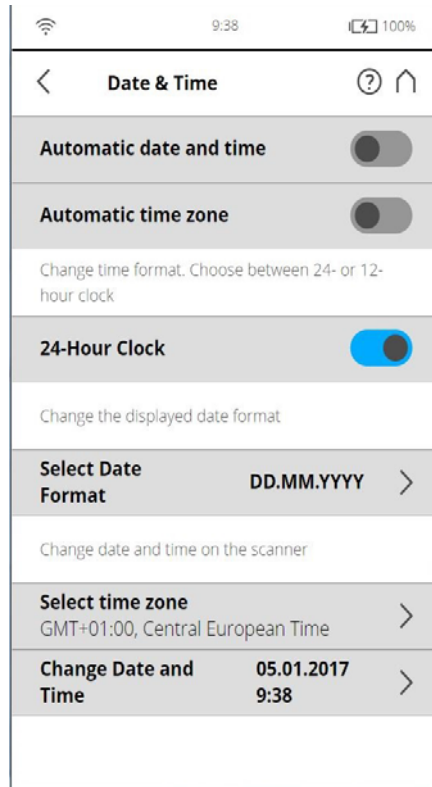 9:38
100%
Date & Time
?
Automatic date and time
Automatic time zone
Change time format. Choose between 24- or 12-
hour clock
24-Hour Clock
Change the displayed date format
Select Date
Format
DD.MM.YYYY
Change date and time on the scanner
Select time zone
GMT+01:00, Central European Time
Change Date and
Time
05.01.2017
9:38